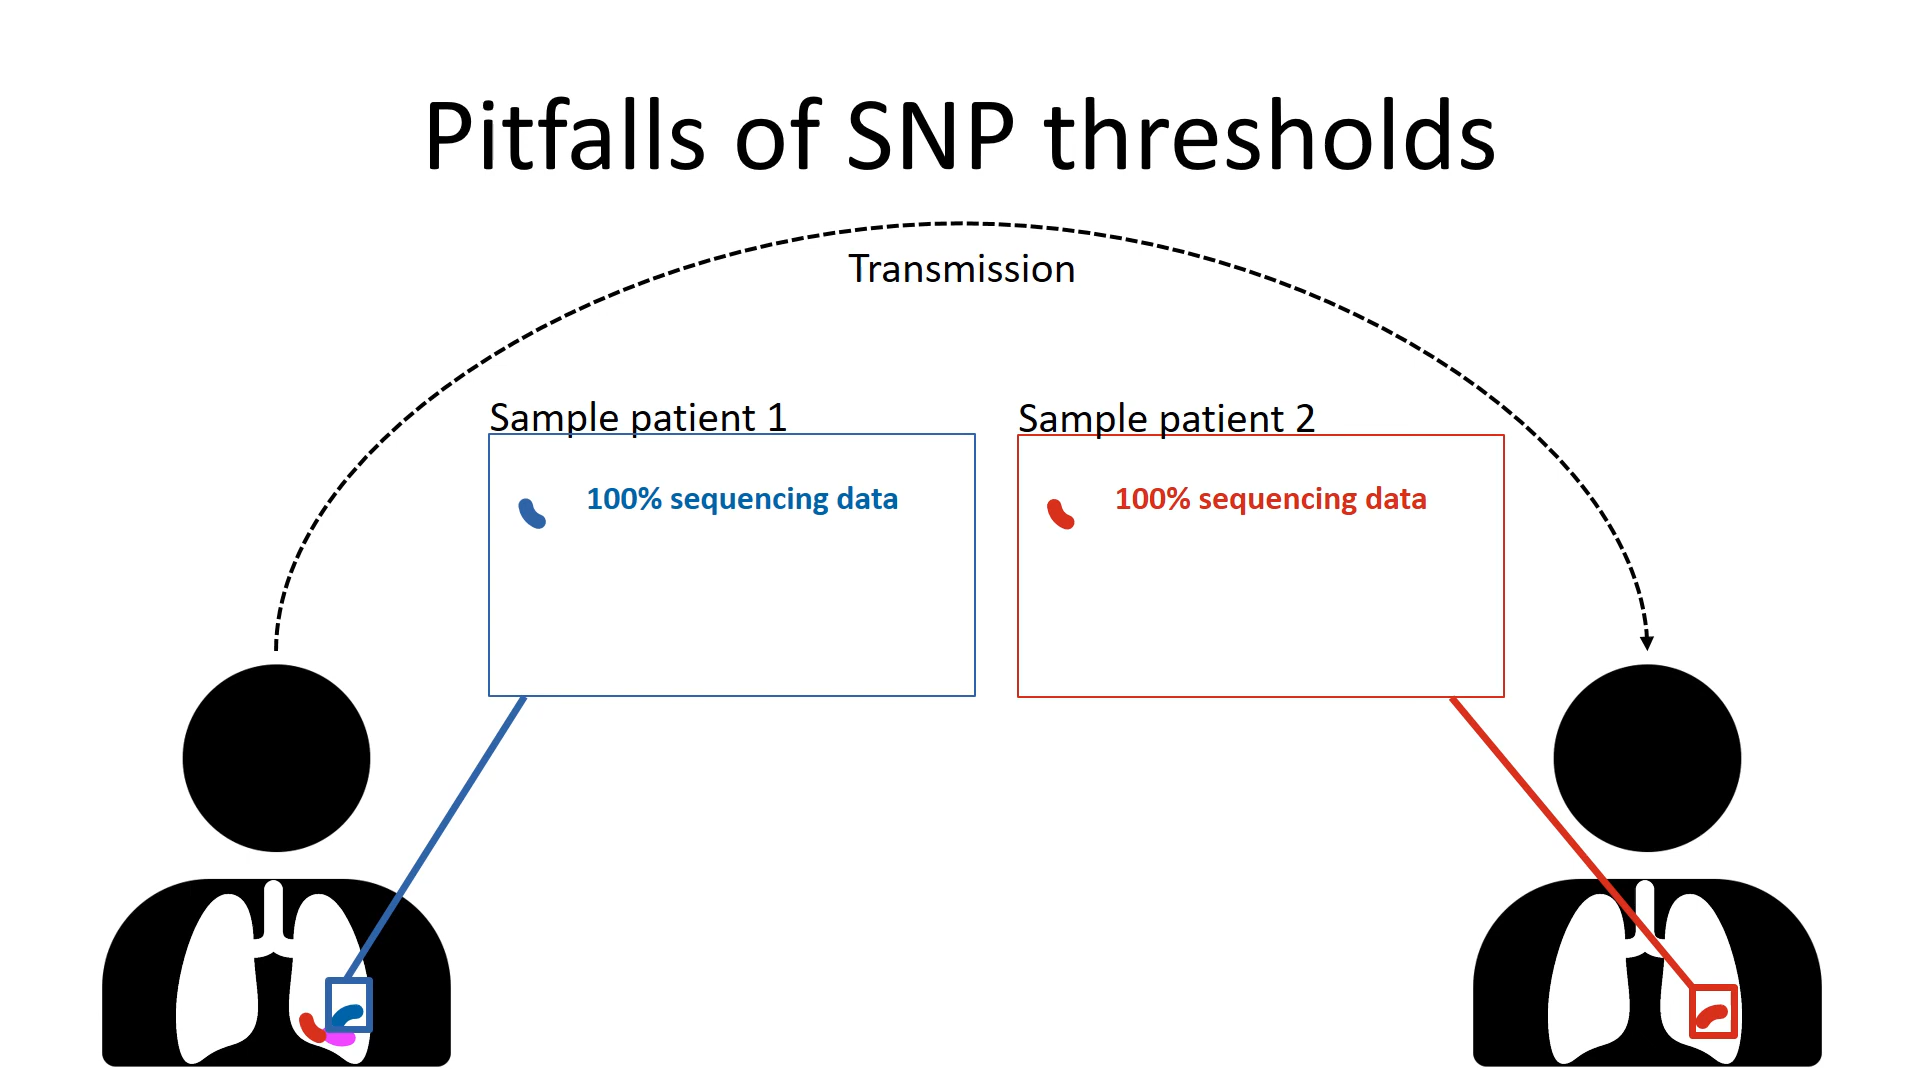 Pitfalls of SNP thresholds
Transmission
Sample patient 1
100% sequencing data
Sample patient 2
100% sequencing data